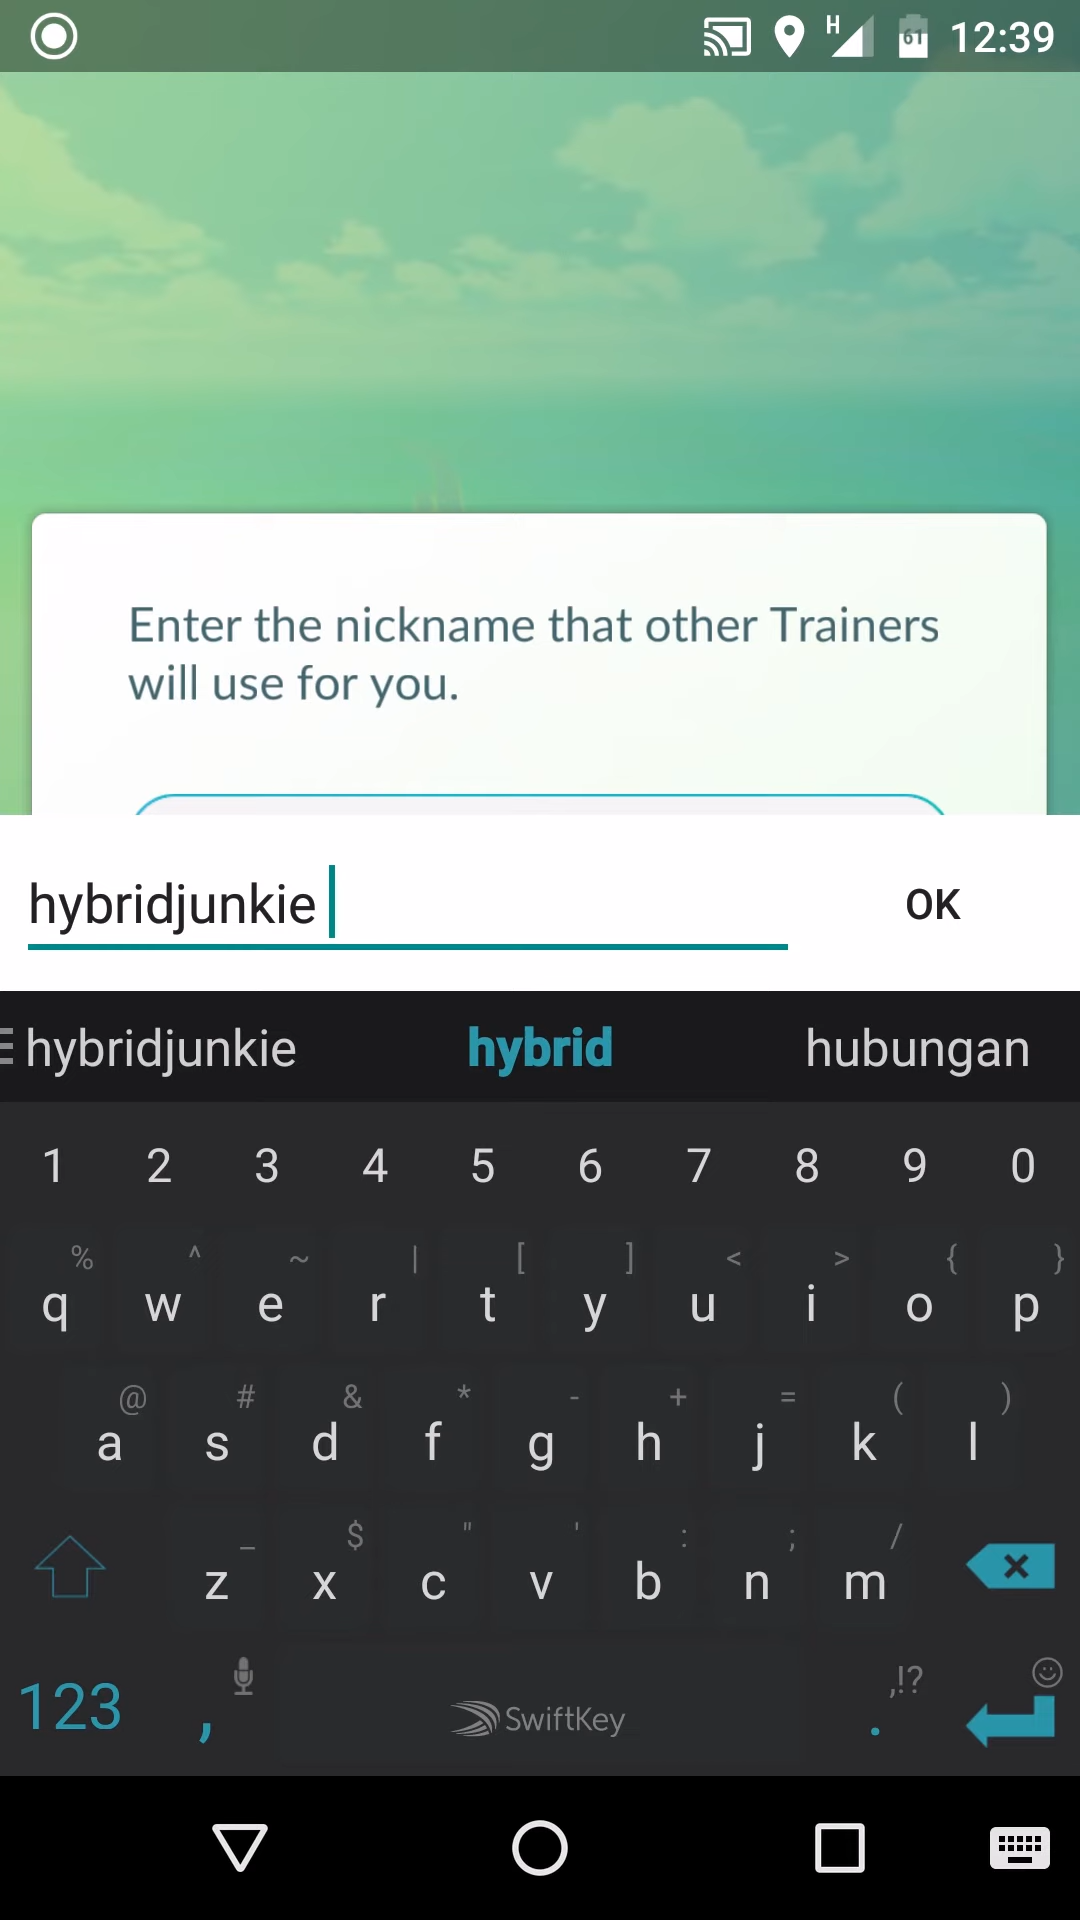 H 61 12:39
Enter the nickname that other Trainers
will use for you.
hybridjunkie
OK
hybridjunkie hybrid hubungan
1 2 3 4 5 6 7 8 9 0
% ^ ~ | [ ] < > { }
q w e r t y u i o p
@ # & * - + = ( )
a s d f g h j k l
_ $ " ' : ; /
z x c v b n m
,!?
123 , SwiftKey .